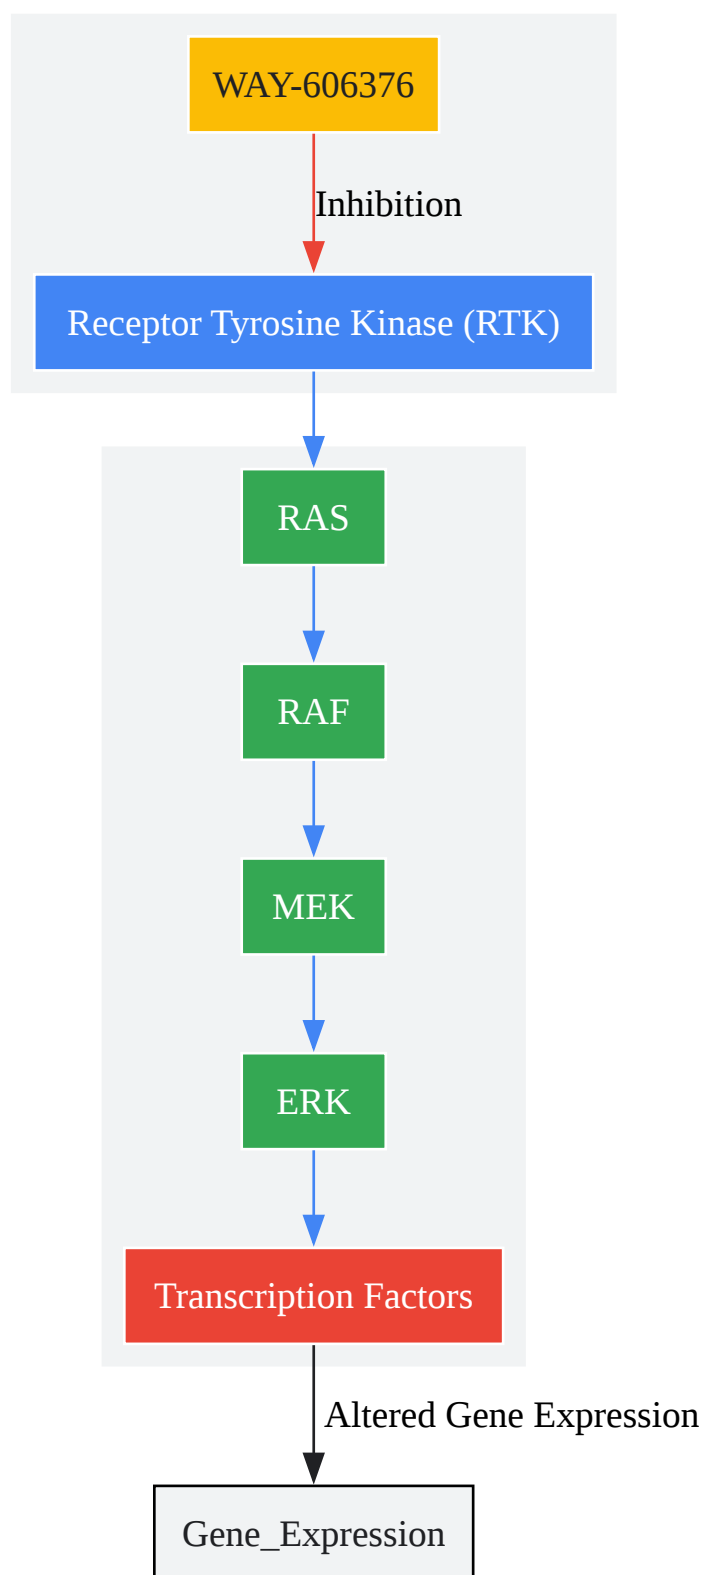 WAY-606376
Inhibition
Receptor Tyrosine Kinase (RTK)
RAS
RAF
MEK
ERK
Transcription Factors
Altered Gene Expression
Gene_Expression